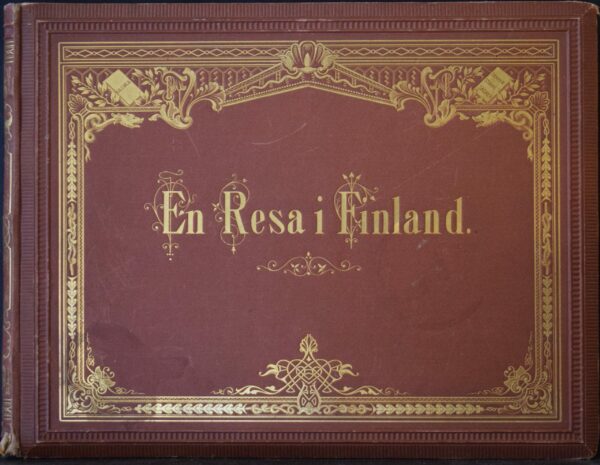 En Resa i Finland.